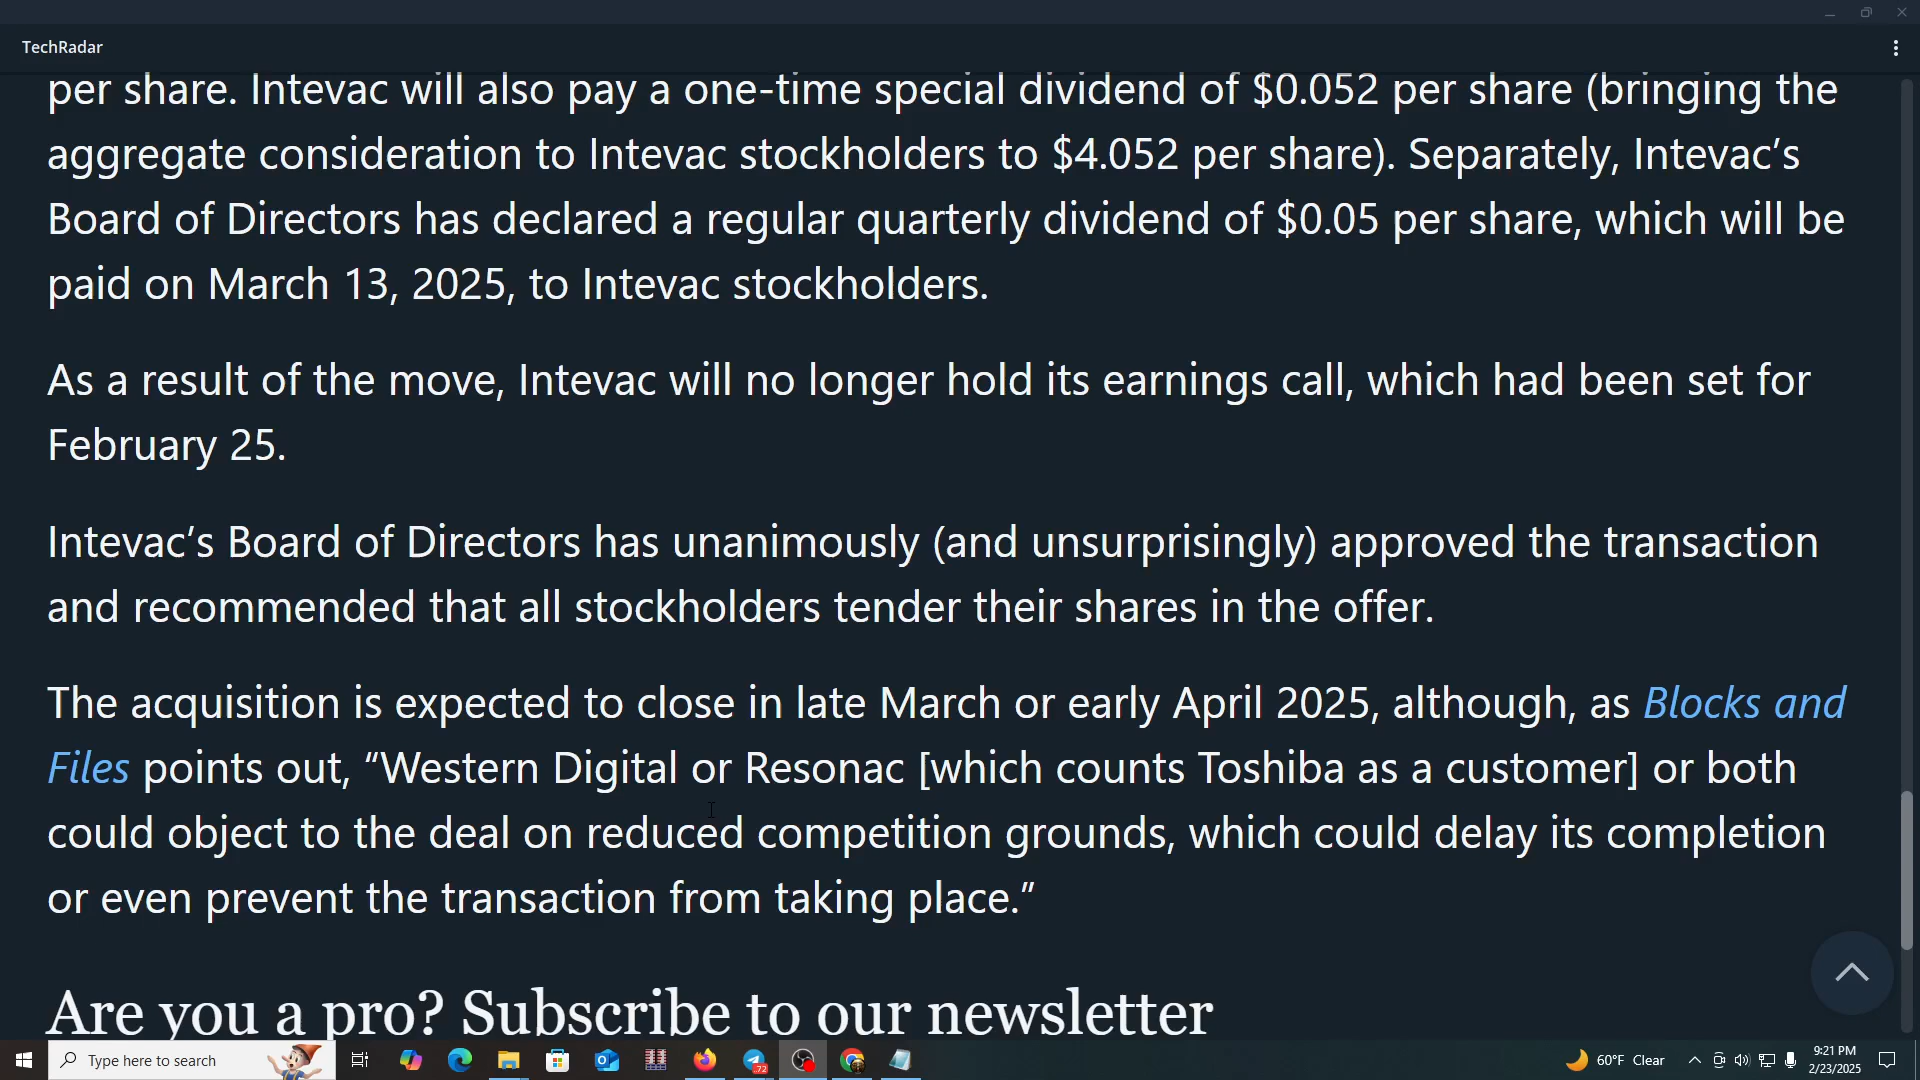 TechRadar
per share. Intevac will also pay a one-time special dividend of $0.052 per share (bringing the
aggregate consideration to Intevac stockholders to $4.052 per share). Separately, Intevac’s
Board of Directors has declared a regular quarterly dividend of $0.05 per share, which will be
paid on March 13, 2025, to Intevac stockholders.
As a result of the move, Intevac will no longer hold its earnings call, which had been set for
February 25.
Intevac’s Board of Directors has unanimously (and unsurprisingly) approved the transaction
and recommended that all stockholders tender their shares in the offer.
The acquisition is expected to close in late March or early April 2025, although, as Blocks and
Files points out, “Western Digital or Resonac [which counts Toshiba as a customer] or both
could object to the deal on reduced competition grounds, which could delay its completion
or even prevent the transaction from taking place.”
Are you a pro? Subscribe to our newsletter
Type here to search
72
60°F Clear
9:21 PM
2/23/2025